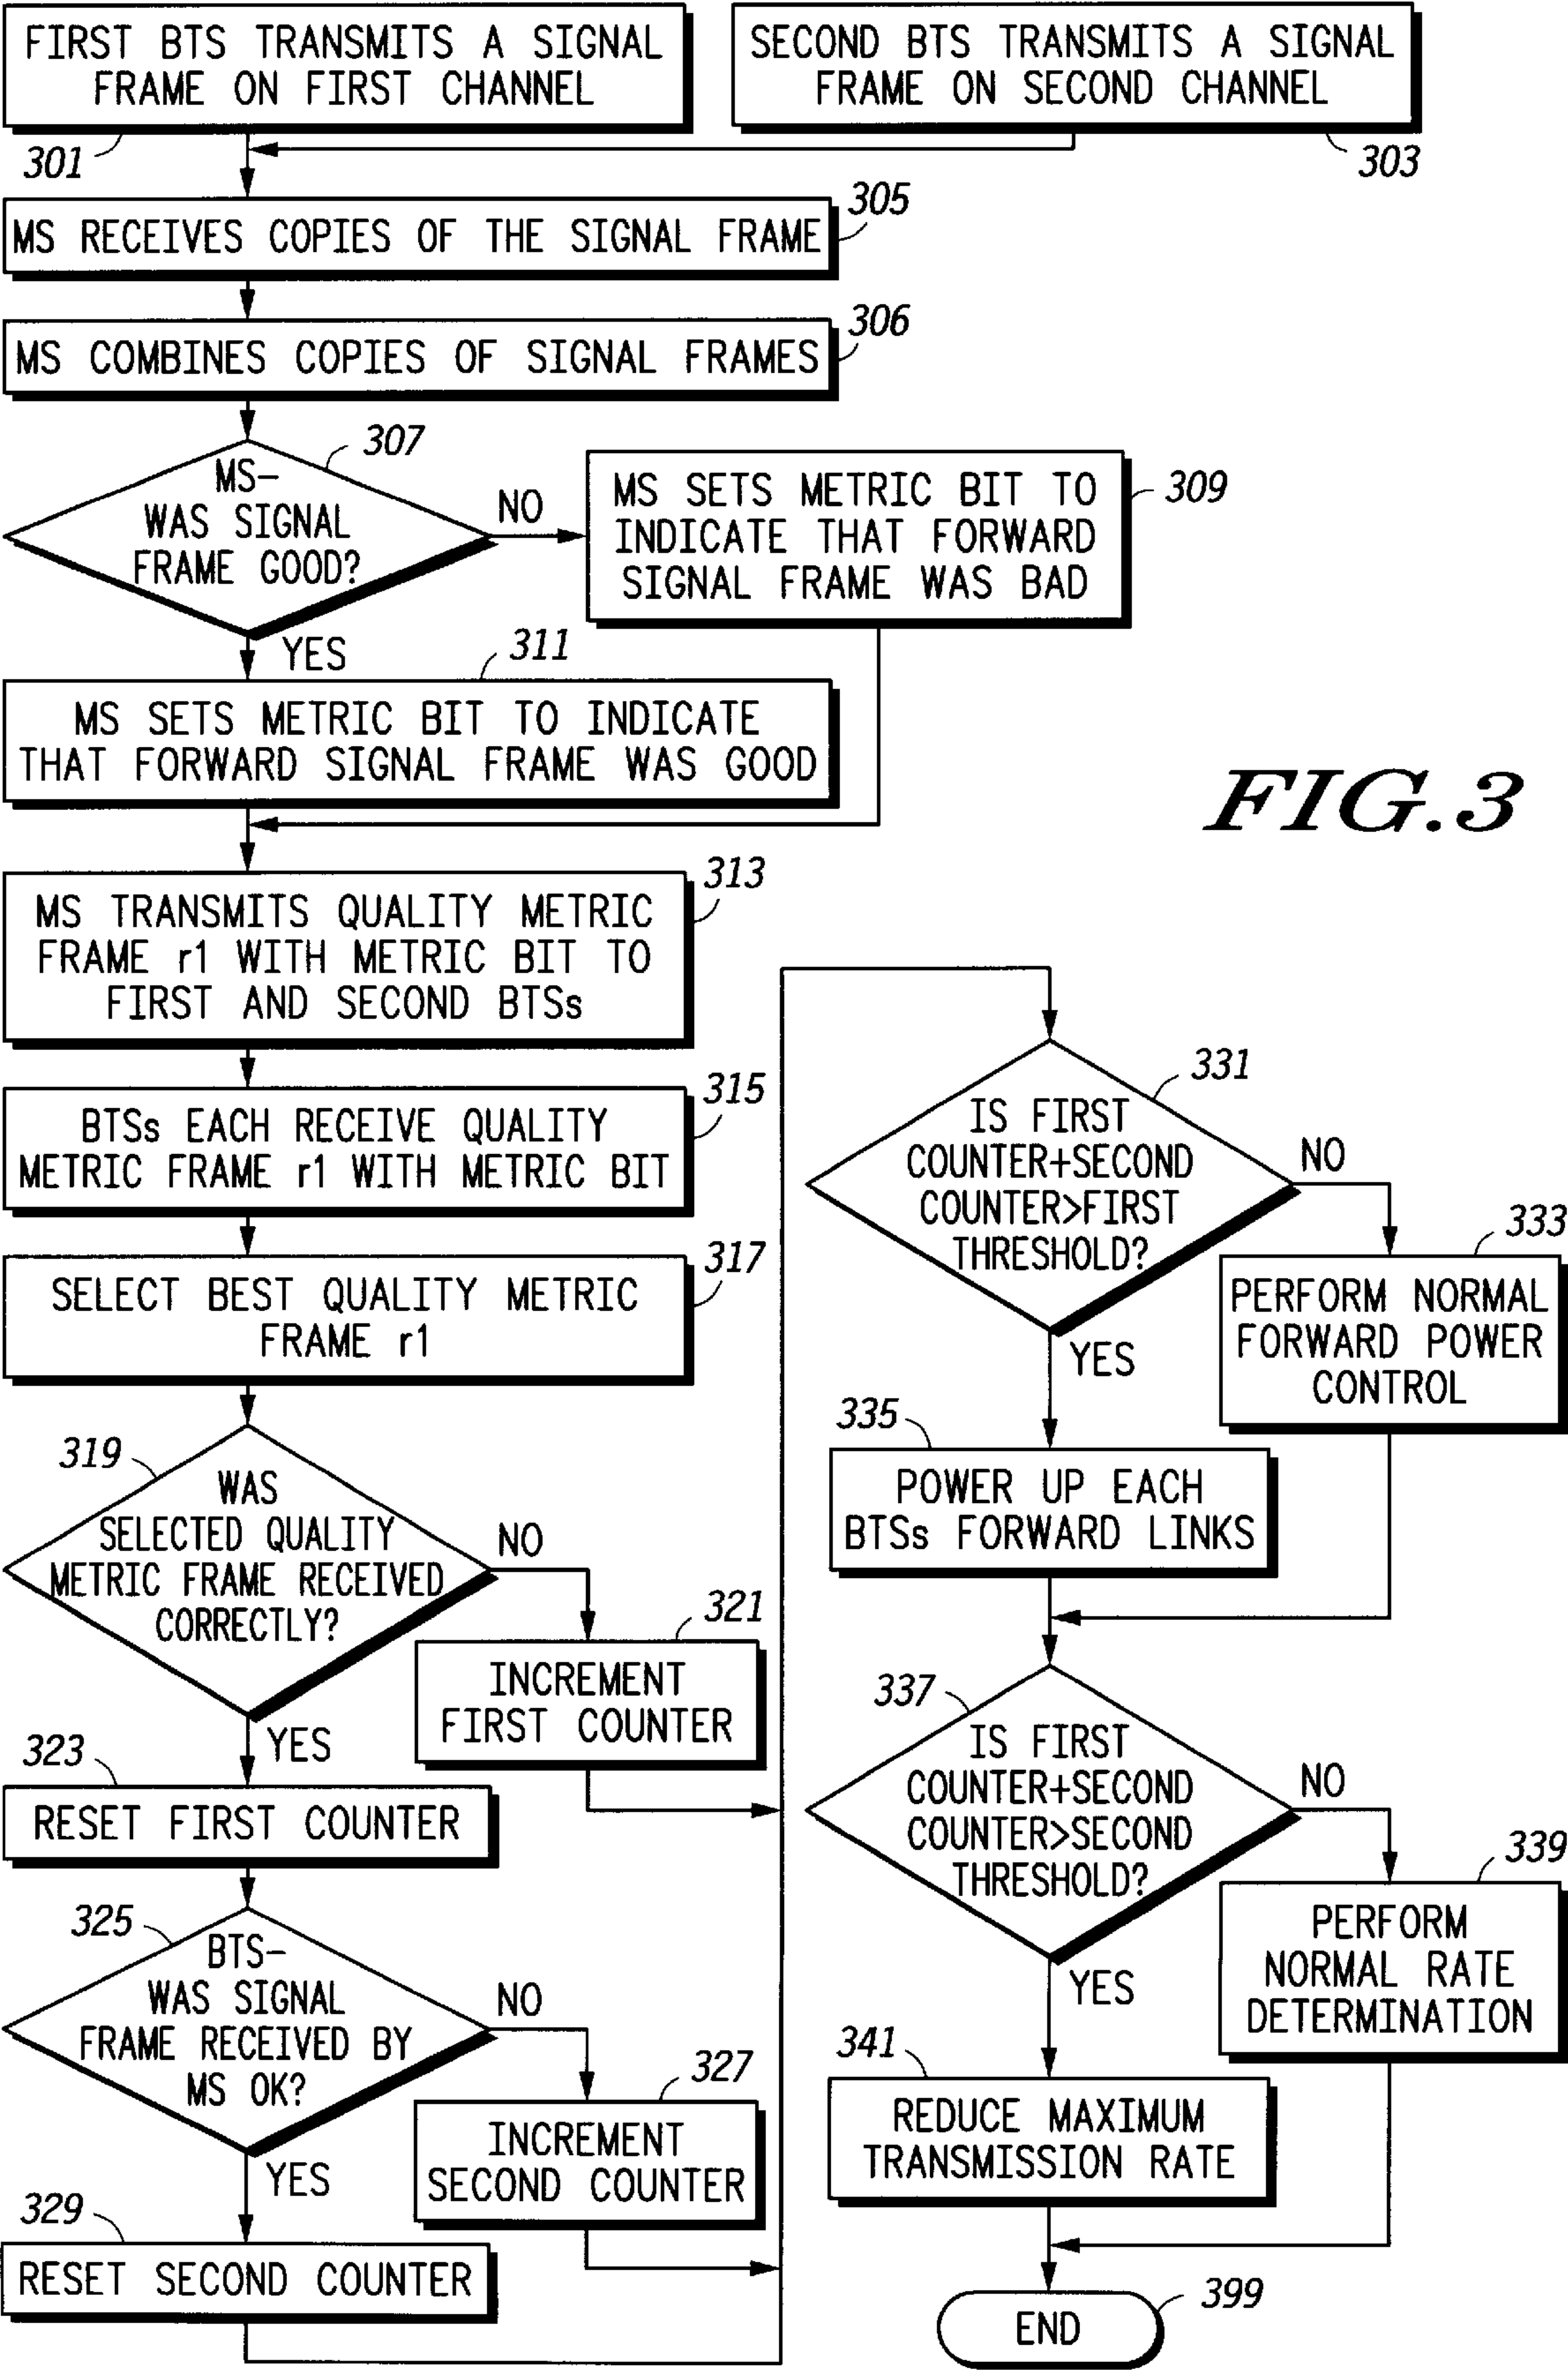 FIRST BTS TRANSMITS A SIGNAL
FRAME ON FIRST CHANNEL
301
SECOND BTS TRANSMITS A SIGNAL
FRAME ON SECOND CHANNEL
303
MS RECEIVES COPIES OF THE SIGNAL FRAME
305
MS COMBINES COPIES OF SIGNAL FRAMES
306
307
MS-
WAS SIGNAL
FRAME GOOD?
NO
YES
MS SETS METRIC BIT TO
INDICATE THAT FORWARD
SIGNAL FRAME WAS BAD
309
311
MS SETS METRIC BIT TO INDICATE
THAT FORWARD SIGNAL FRAME WAS GOOD
FIG.3
313
MS TRANSMITS QUALITY METRIC
FRAME r1 WITH METRIC BIT TO
FIRST AND SECOND BTSs
315
BTSs EACH RECEIVE QUALITY
METRIC FRAME r1 WITH METRIC BIT
317
SELECT BEST QUALITY METRIC
FRAME r1
319
WAS
SELECTED QUALITY
METRIC FRAME RECEIVED
CORRECTLY?
NO
YES
321
INCREMENT
FIRST COUNTER
323
RESET FIRST COUNTER
325
BTS-
WAS SIGNAL
FRAME RECEIVED BY
MS OK?
NO
YES
327
INCREMENT
SECOND COUNTER
329
RESET SECOND COUNTER
331
IS FIRST
COUNTER+SECOND
COUNTER>FIRST
THRESHOLD?
NO
YES
333
PERFORM NORMAL
FORWARD POWER
CONTROL
335
POWER UP EACH
BTSs FORWARD LINKS
337
IS FIRST
COUNTER+SECOND
COUNTER>SECOND
THRESHOLD?
NO
YES
339
PERFORM
NORMAL RATE
DETERMINATION
341
REDUCE MAXIMUM
TRANSMISSION RATE
END
399